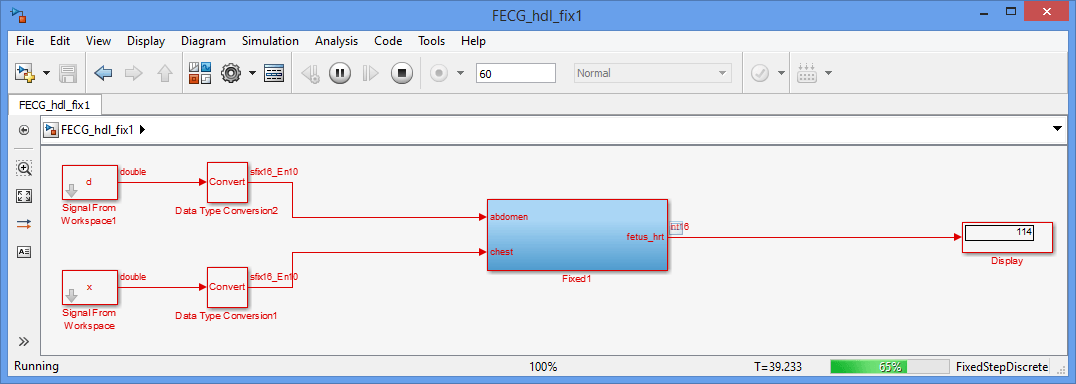 FECG_hdl_fix1
File Edit View Display Diagram Simulation Analysis Code Tools Help
60 Normal
FECG_hdl_fix1
FECG_hdl_fix1
d
double
Signal From
Workspace1
Convert
sfix16_En10
Data Type Conversion2
x
double
Signal From
Workspace
Convert
sfix16_En10
Data Type Conversion1
abdomen
chest
fetus_hrt
Fixed1
int16
114
Display
Running 100% T=39.233 65% FixedStepDiscrete